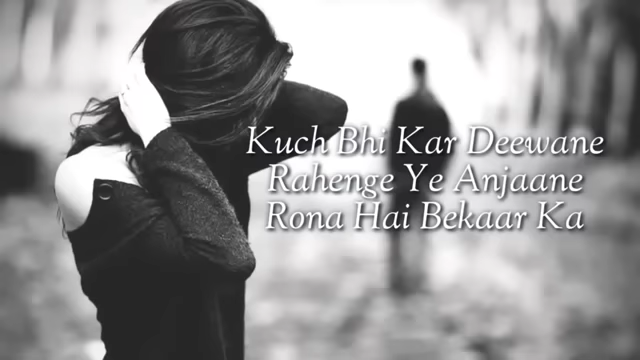 Kuch Bhi Kar Deewane
Rahenge Ye Anjaane
Rona Hai Bekaar Ka